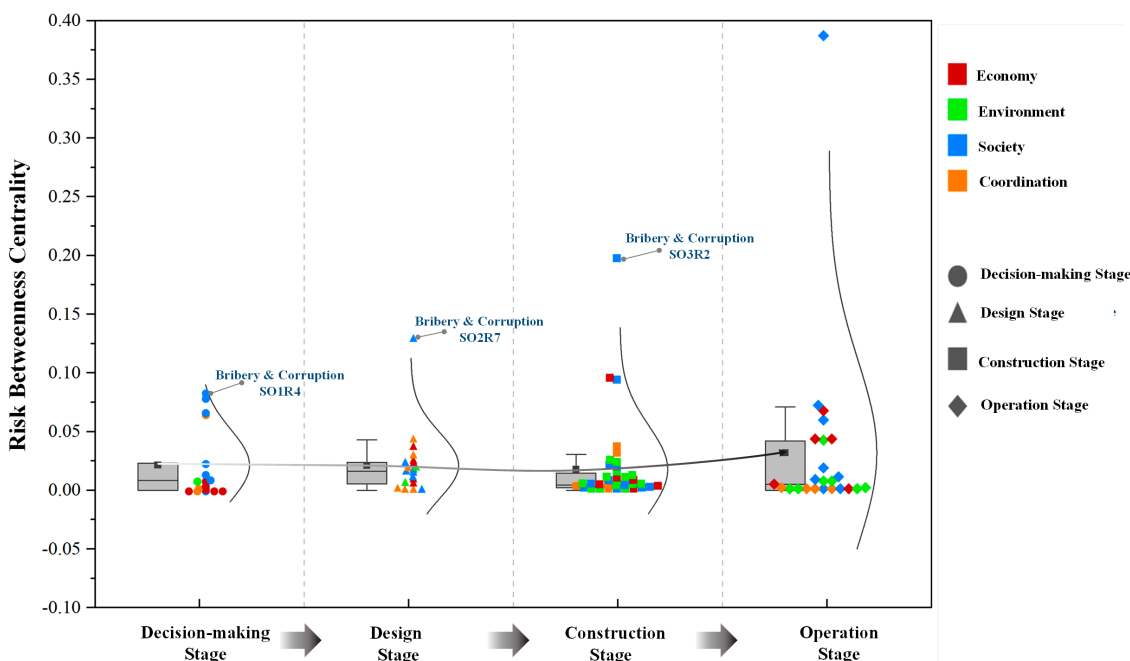 Risk Betweenness Centrality
0.40
0.35
0.30
0.25
0.20
0.15
0.10
0.05
0.00
-0.05
-0.10
Bribery & Corruption
SO1R4
Bribery & Corruption
SO2R7
Bribery & Corruption
SO3R2
Decision-making
Stage
Design
Stage
Construction
Stage
Operation
Stage
Economy
Environment
Society
Coordination
Decision-making Stage
Design Stage
Construction Stage
Operation Stage